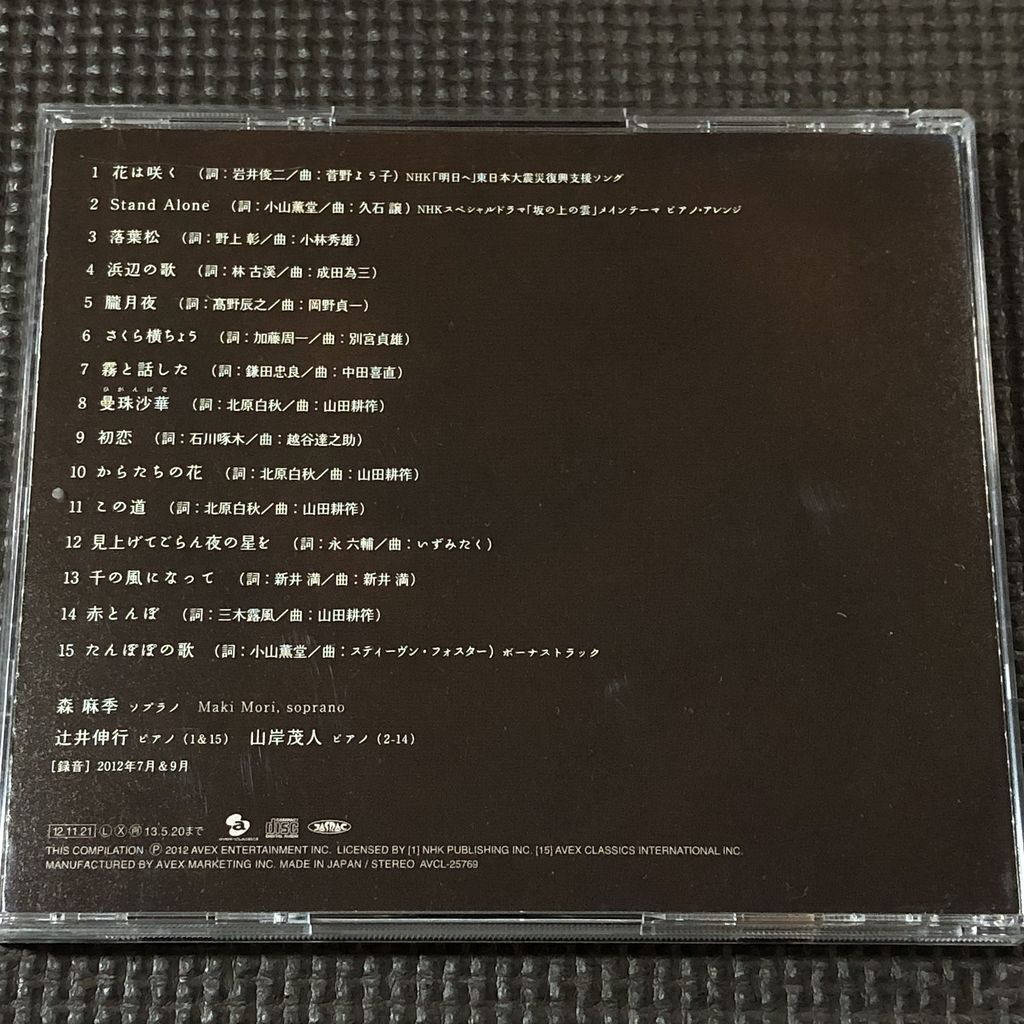 1 花は咲く （詞：岩井俊二／曲：菅野よう子）NHK「明日へ」東日本大震災復興支援ソング
2 Stand Alone （詞：小山薫堂／曲：久石 譲）NHKスペシャルドラマ「坂の上の雲」メインテーマ ピアノ・アレンジ
3 落葉松 （詞：野上 彰／曲：小林秀雄）
4 浜辺の歌 （詞：林 古溪／曲：成田為三）
5 朧月夜 （詞：髙野辰之／曲：岡野貞一）
6 さくら横ちょう （詞：加藤周一／曲：別宮貞雄）
7 霧と話した （詞：鎌田忠良／曲：中田喜直）
ひがんばな
8 曼珠沙華 （詞：北原白秋／曲：山田耕筰）
9 初恋 （詞：石川啄木／曲：越谷達之助）
10 からたちの花 （詞：北原白秋／曲：山田耕筰）
11 この道 （詞：北原白秋／曲：山田耕筰）
12 見上げてごらん夜の星を （詞：永 六輔／曲：いずみたく）
13 千の風になって （詞：新井 満／曲：新井 満）
14 赤とんぼ （詞：三木露風／曲：山田耕筰）
15 たんぽぽの歌 （詞：小山薫堂／曲：スティーヴン・フォスター）ボーナストラック
森 麻季 ソプラノ Maki Mori, soprano
辻井伸行 ピアノ（1&15） 山岸茂人 ピアノ（2-14）
［録音］2012年7月&9月
12.11.21 Ⓛ Ⓧ 13.5.20まで a COMPACT disc DIGITAL AUDIO JASRAC
THIS COMPILATION Ⓟ 2012 AVEX ENTERTAINMENT INC. LICENSED BY [1] NHK PUBLISHING INC. [15] AVEX CLASSICS INTERNATIONAL INC.
MANUFACTURED BY AVEX MARKETING INC. MADE IN JAPAN / STEREO AVCL-25769